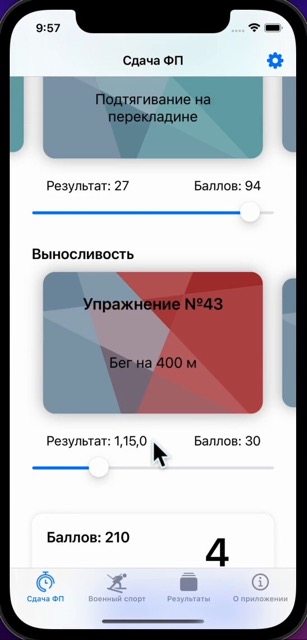 9:57
Сдача ФП
Подтягивание на
перекладине
Результат: 27 Баллов: 94
Выносливость
Упражнение №43
Бег на 400 м
Результат: 1,15,0 Баллов: 30
Баллов: 210
4
Сдача ФП Военный спорт Результаты О приложении